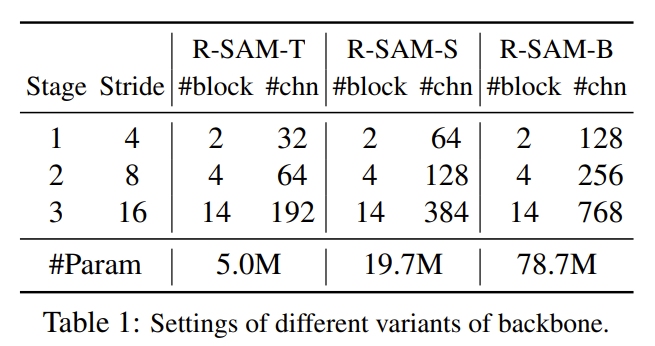 R-SAM-T R-SAM-S R-SAM-B
Stage Stride #block #chn #block #chn #block #chn
1 4 2 32 2 64 2 128
2 8 4 64 4 128 4 256
3 16 14 192 14 384 14 768
#Param 5.0M 19.7M 78.7M
Table 1: Settings of different variants of backbone.